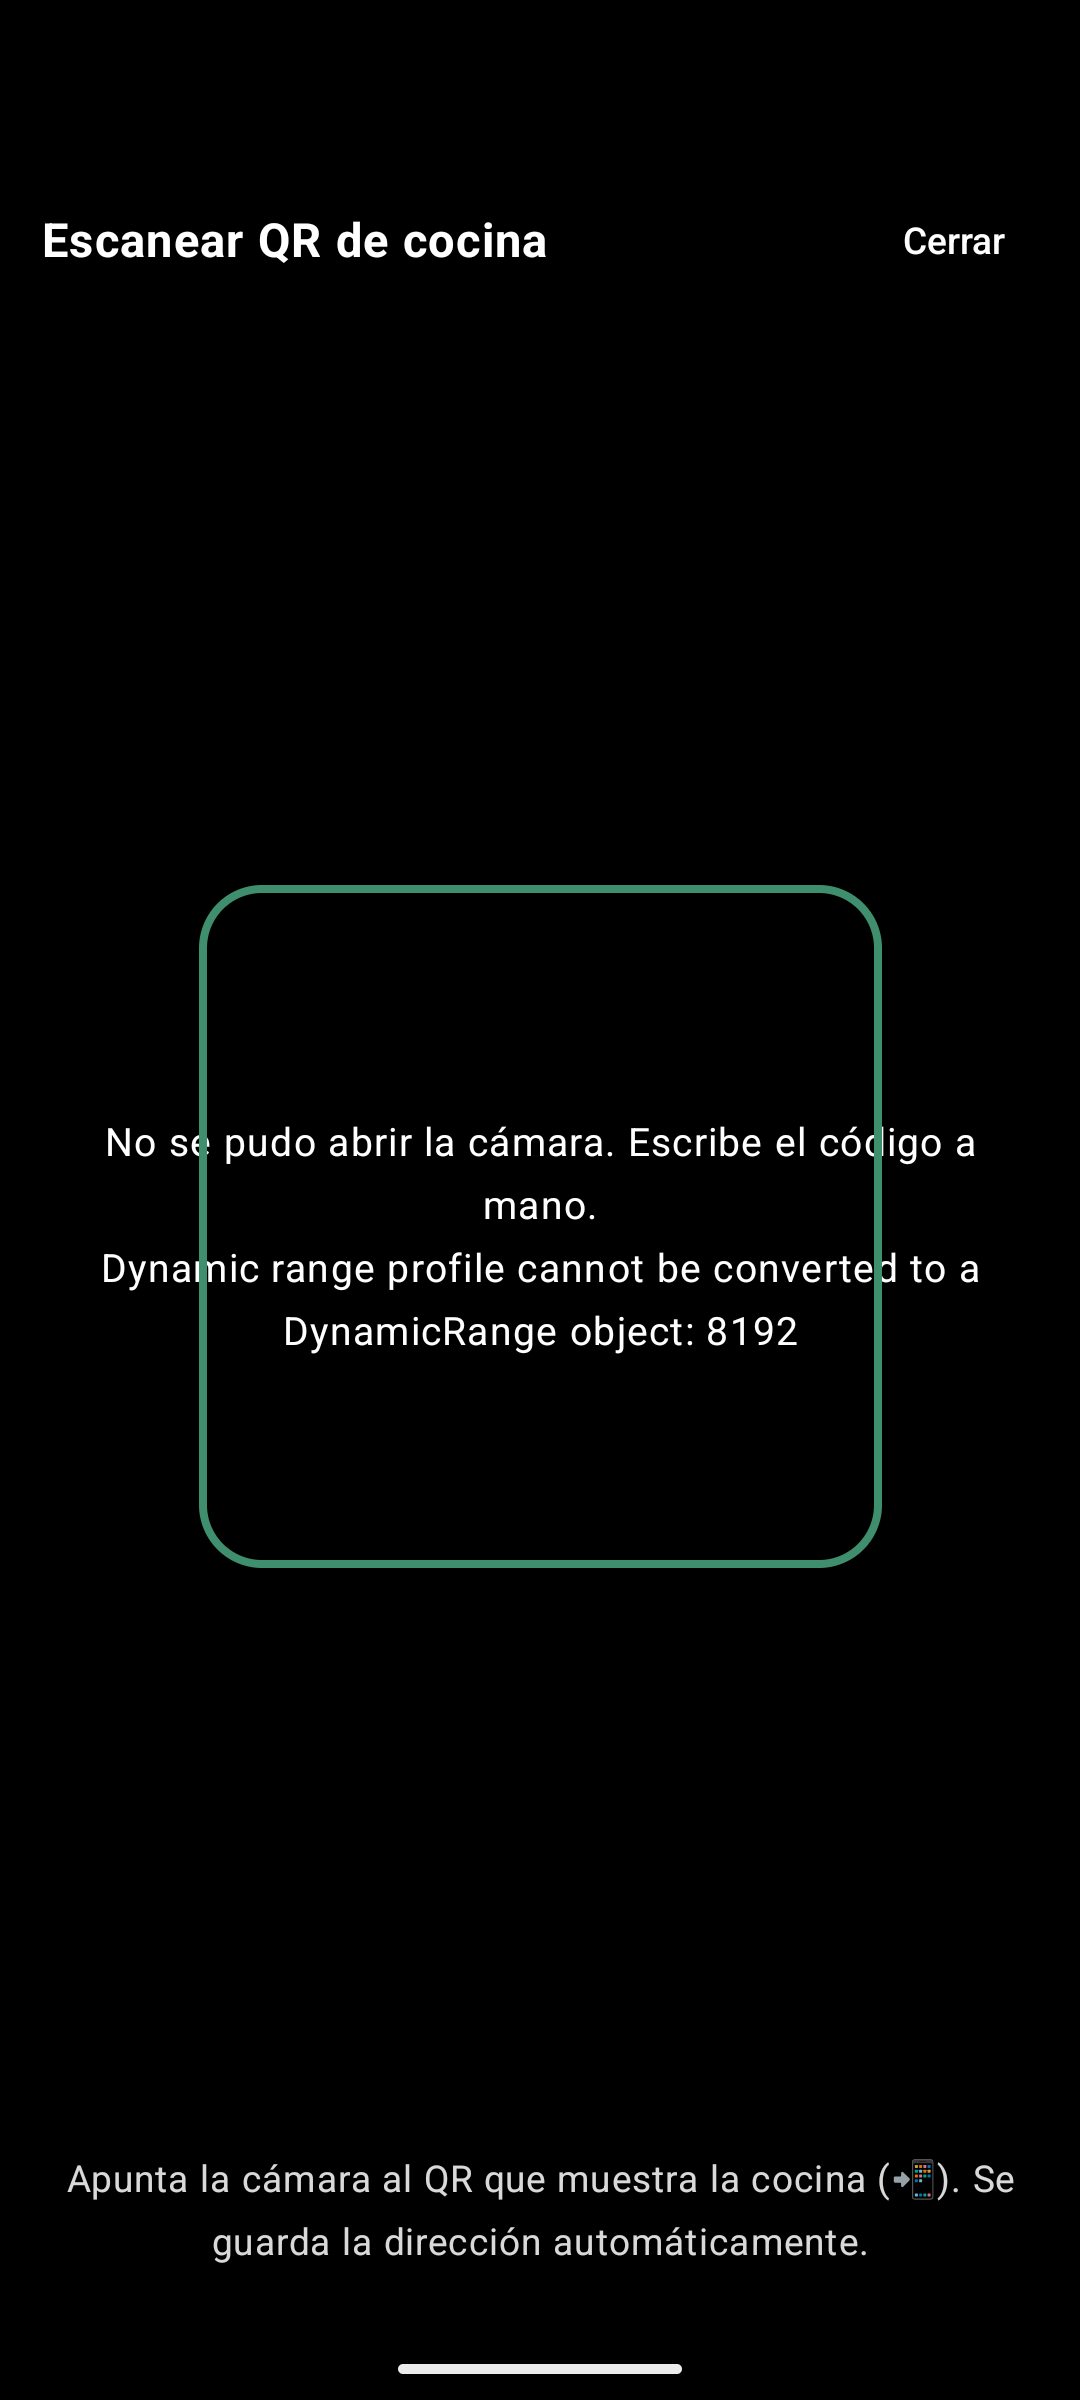 Escanear QR de cocina
Cerrar
No se pudo abrir la cámara. Escribe el código a
mano.
Dynamic range profile cannot be converted to a
DynamicRange object: 8192
Apunta la cámara al QR que muestra la cocina (📲). Se
guarda la dirección automáticamente.